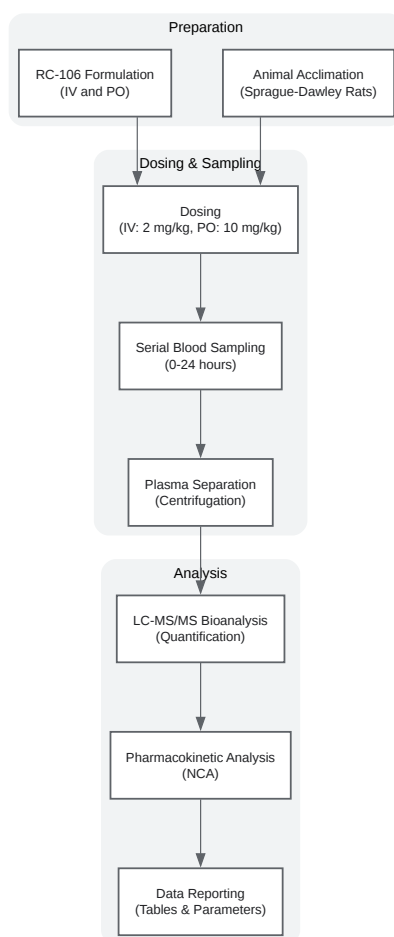 Preparation
RC-106 Formulation
(IV and PO)
Animal Acclimation
(Sprague-Dawley Rats)
Dosing & Sampling
Dosing
(IV: 2 mg/kg, PO: 10 mg/kg)
Serial Blood Sampling
(0-24 hours)
Plasma Separation
(Centrifugation)
Analysis
LC-MS/MS Bioanalysis
(Quantification)
Pharmacokinetic Analysis
(NCA)
Data Reporting
(Tables & Parameters)